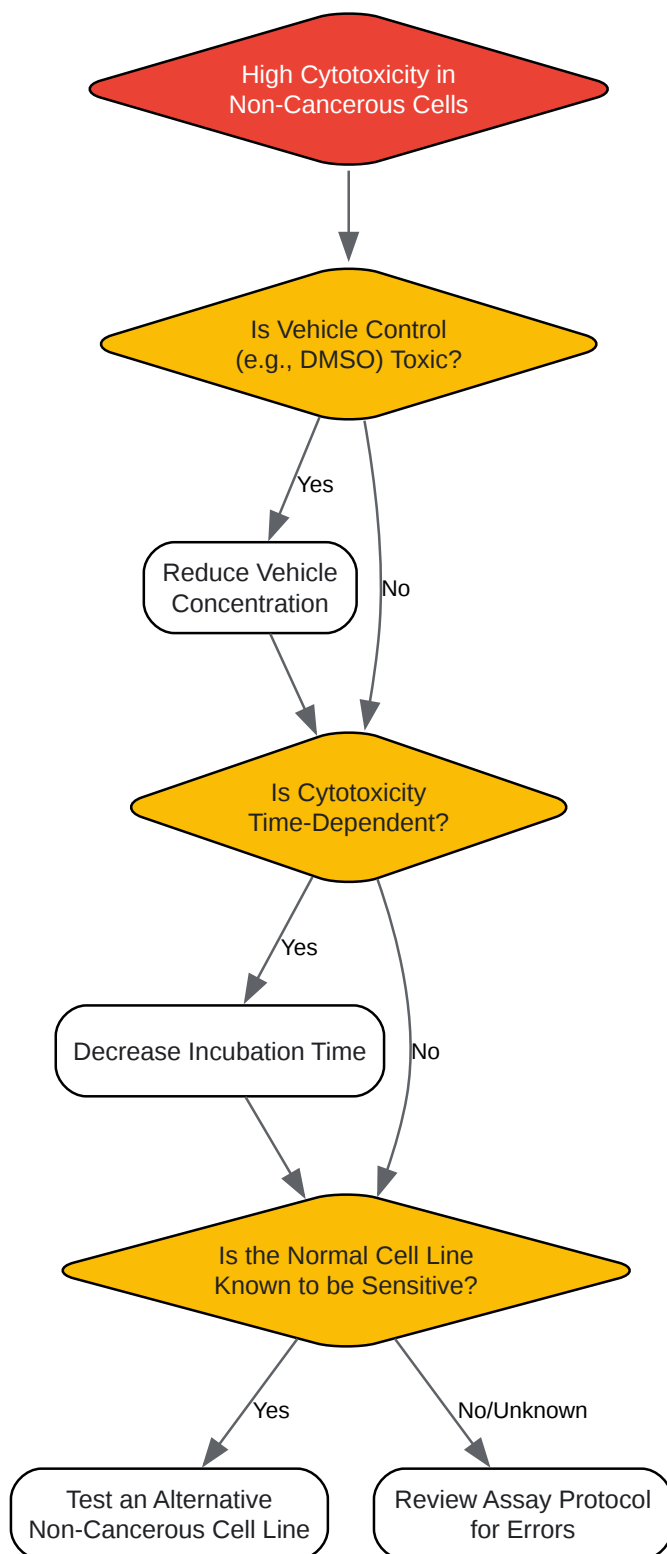 High Cytotoxicity in
Non-Cancerous Cells
Is Vehicle Control
(e.g., DMSO) Toxic?
Yes
Reduce Vehicle
Concentration
No
Is Cytotoxicity
Time-Dependent?
Yes
Decrease Incubation Time
No
Is the Normal Cell Line
Known to be Sensitive?
Yes
No/Unknown
Test an Alternative
Non-Cancerous Cell Line
Review Assay Protocol
for Errors